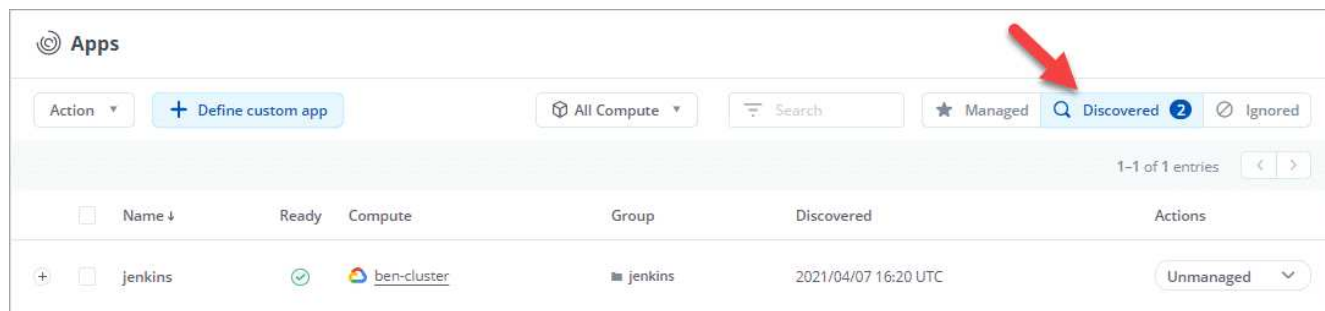 Apps
Action + Define custom app All Compute Search Managed Discovered 2 Ignored
1–1 of 1 entries < >
Name ↓ Ready Compute Group Discovered Actions
+ jenkins ben-cluster jenkins 2021/04/07 16:20 UTC Unmanaged